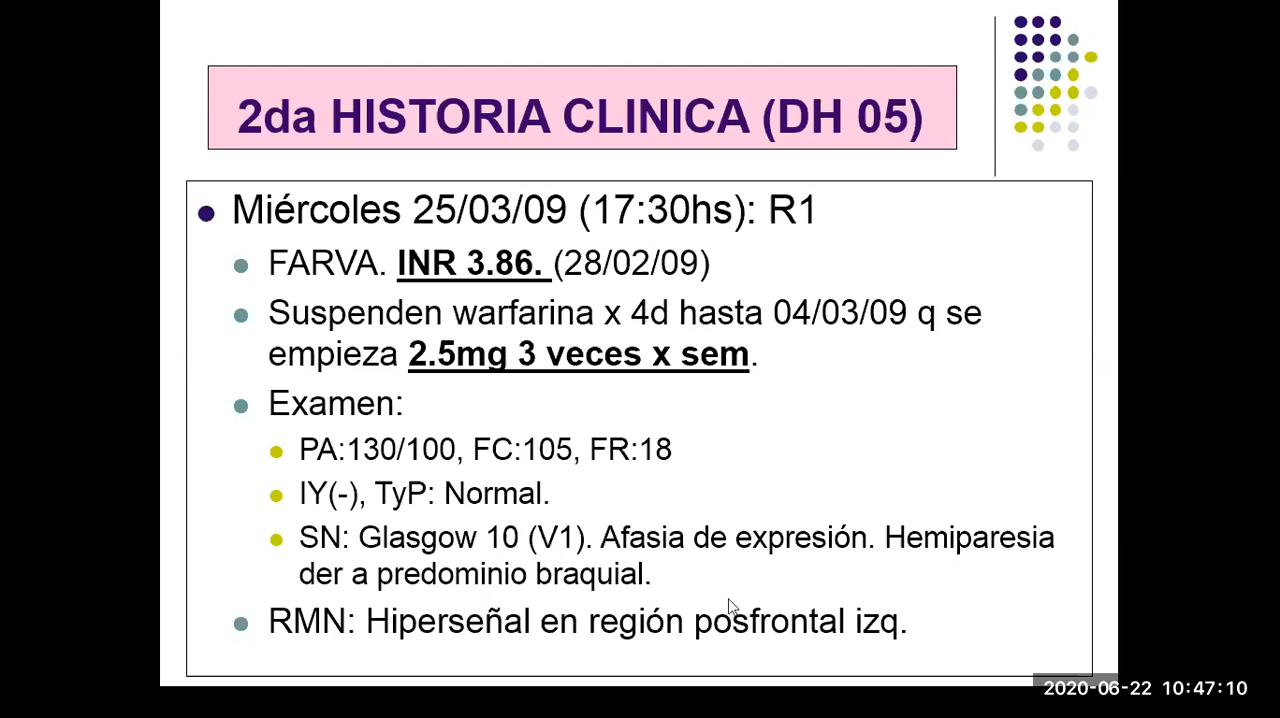 2da HISTORIA CLINICA (DH 05)
Miércoles 25/03/09 (17:30hs): R1
FARVA. INR 3.86. (28/02/09)
Suspenden warfarina x 4d hasta 04/03/09 q se
empieza 2.5mg 3 veces x sem.
Examen:
PA:130/100, FC:105, FR:18
IY(-), TyP: Normal.
SN: Glasgow 10 (V1). Afasia de expresión. Hemiparesia
der a predominio braquial.
RMN: Hiperseñal en región posfrontal izq.
2020-06-22 10:47:10